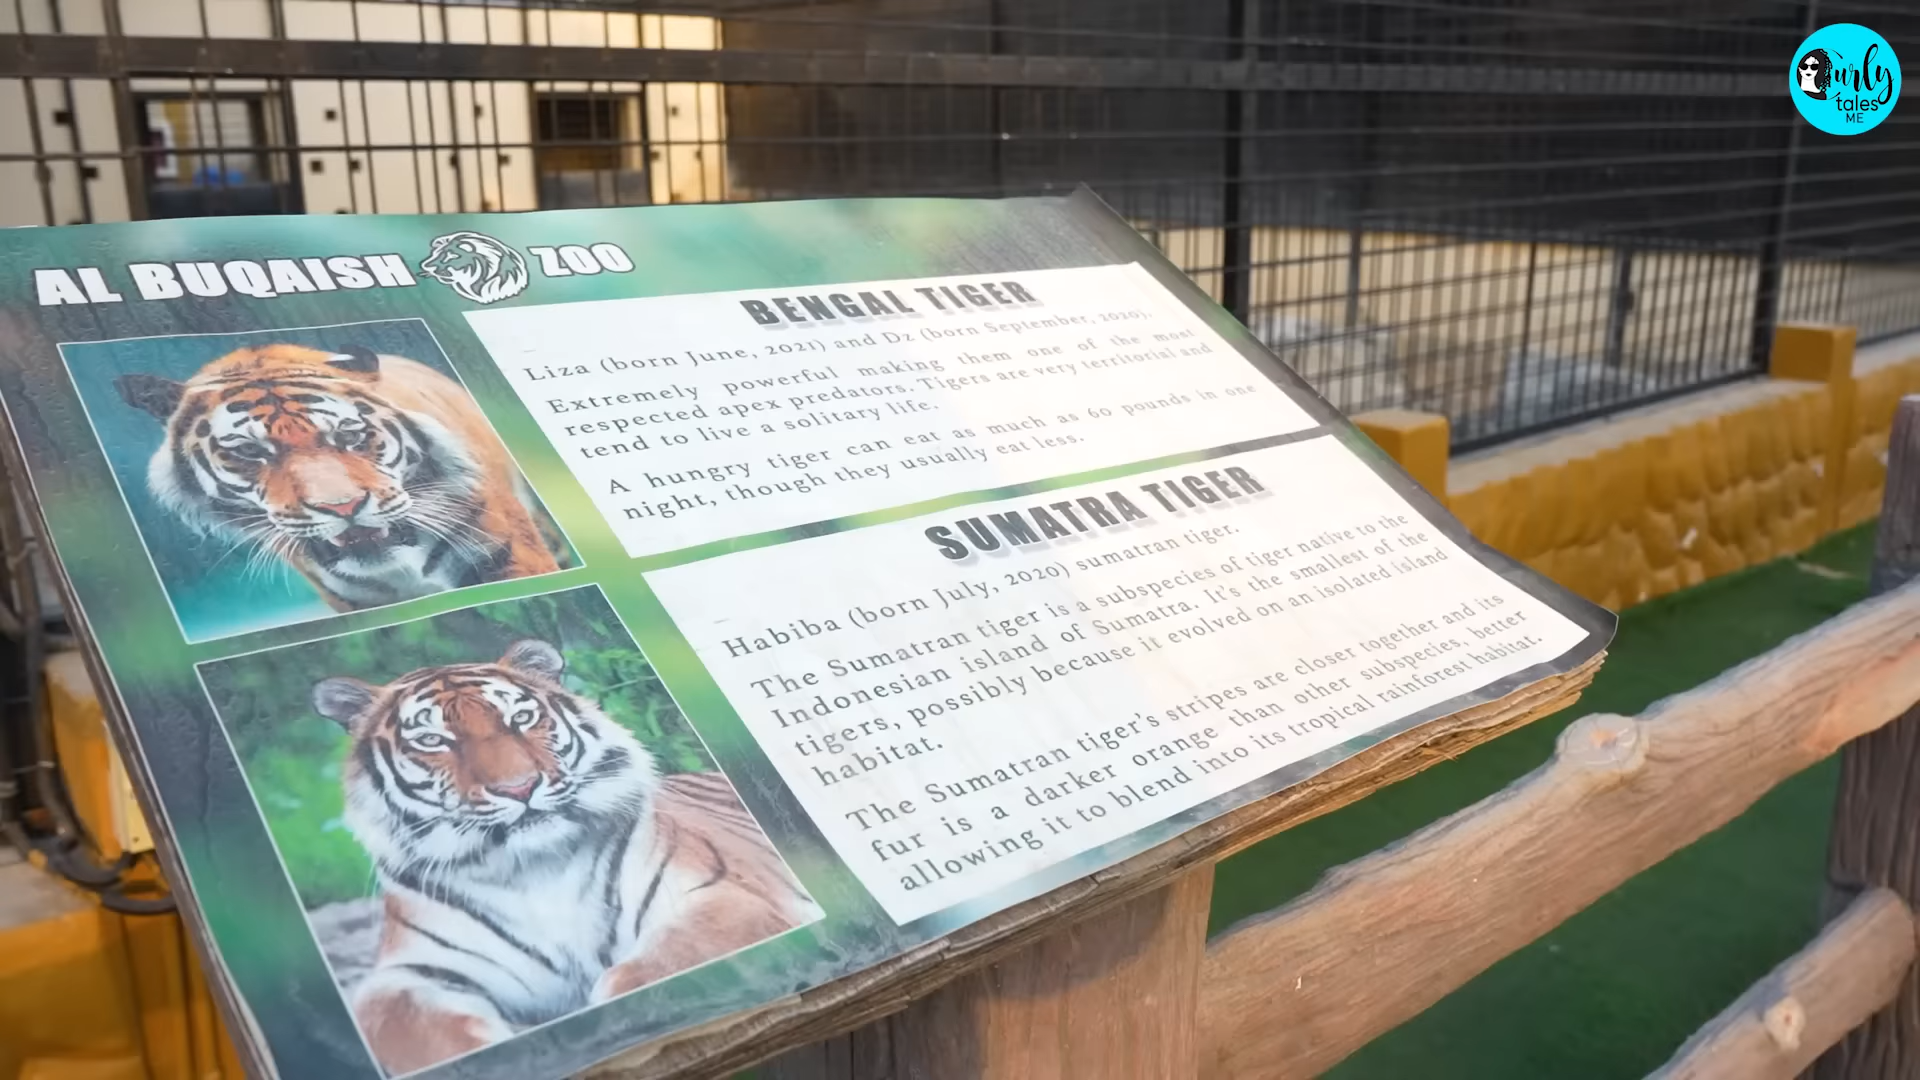 AL BUQAISH ZOO
BENGAL TIGER
Liza (born June, 2021) and Dz (born September, 2020).
Extremely powerful making them one of the most
respected apex predators. Tigers are very territorial and
tend to live a solitary life.
A hungry tiger can eat as much as 60 pounds in one
night, though they usually eat less.
SUMATRA TIGER
Habiba (born July, 2020) sumatran tiger.
The Sumatran tiger is a subspecies of tiger native to the
Indonesian island of Sumatra. It's the smallest of the
tigers, possibly because it evolved on an isolated island
habitat.
The Sumatran tiger's stripes are closer together and its
fur is a darker orange than other subspecies, better
allowing it to blend into its tropical rainforest habitat.
Curly
tales
ME